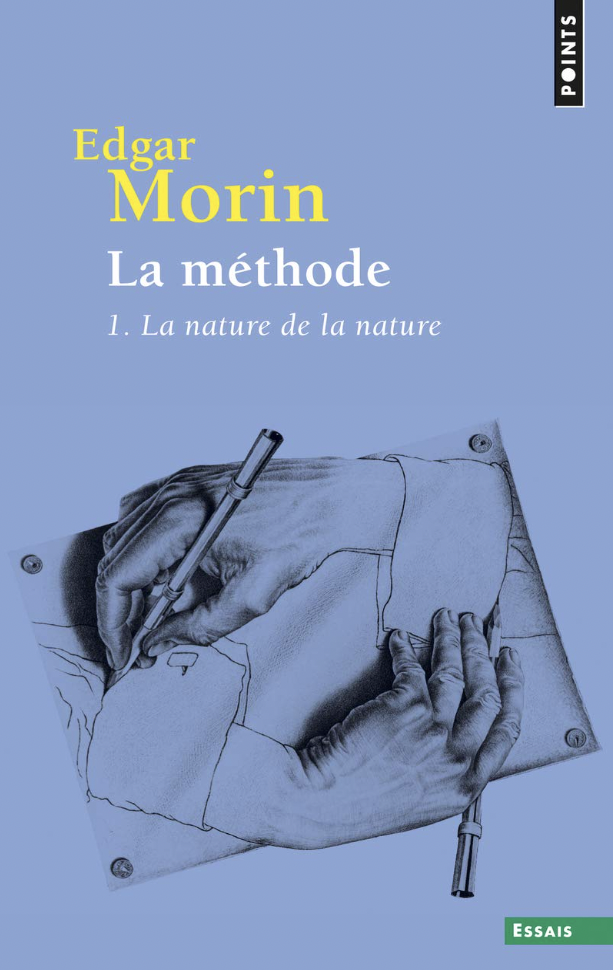 POINTS
Edgar
Morin
La méthode
1. La nature de la nature
ESSAIS